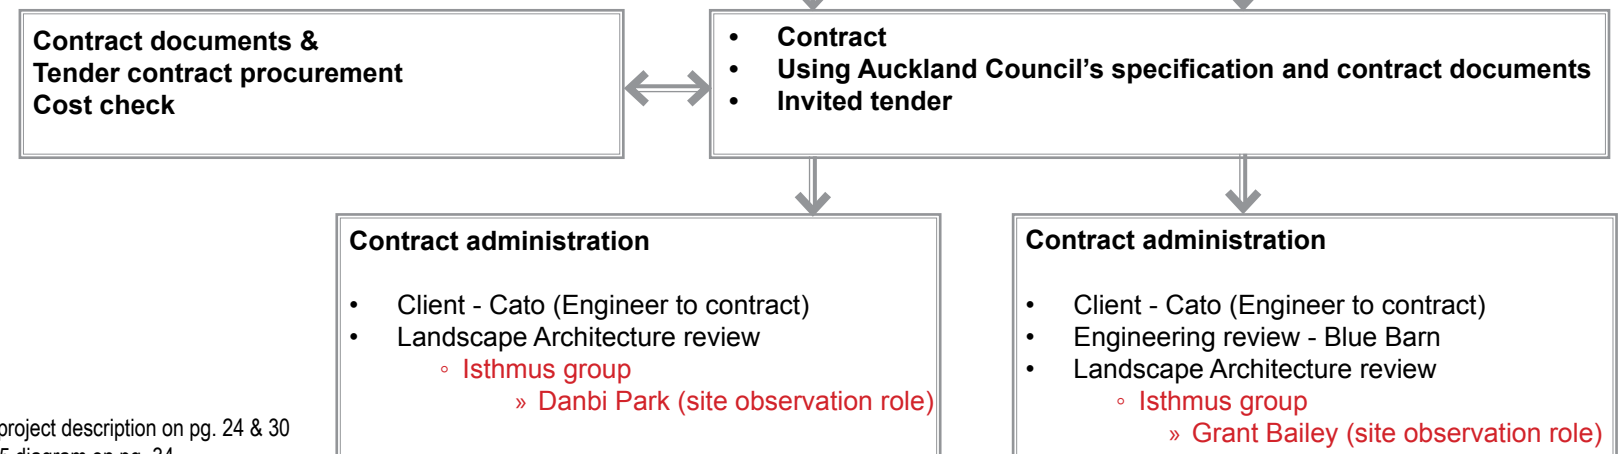 Contract documents &
Tender contract procurement
Cost check
• Contract
• Using Auckland Council's specification and contract documents
• Invited tender
Contract administration
• Client - Cato (Engineer to contract)
• Landscape Architecture review
◦ Isthmus group
» Danbi Park (site observation role)
Contract administration
• Client - Cato (Engineer to contract)
• Engineering review - Blue Barn
• Landscape Architecture review
◦ Isthmus group
» Grant Bailey (site observation role)
project description on pg. 24 & 30